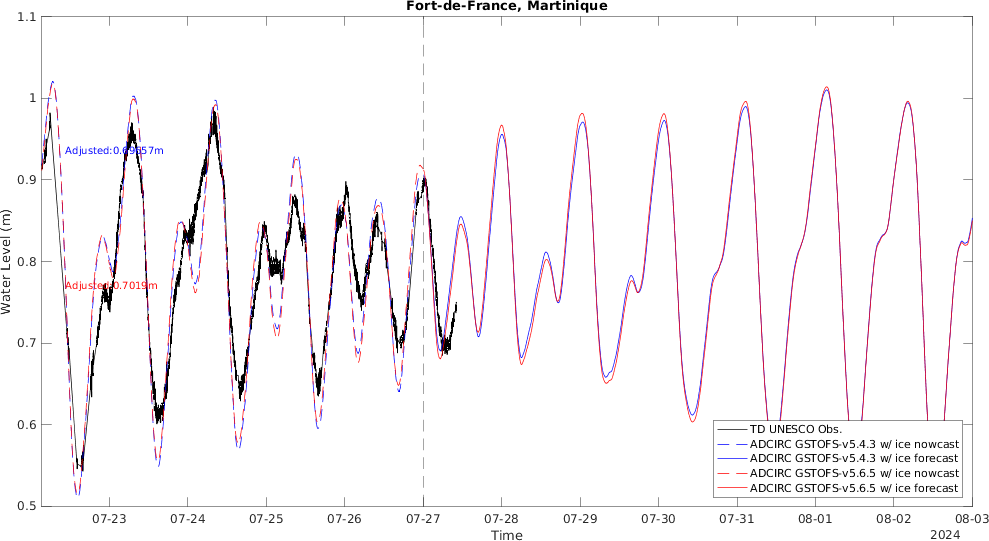 Fort-de-France, Martinique
1.1
1
0.9
0.8
0.7
0.6
0.5
Water Level (m)
Adjusted:0.69857m
Adjusted:0.7019m
TD UNESCO Obs.
ADCIRC GSTOFS-v5.4.3 w/ ice nowcast
ADCIRC GSTOFS-v5.4.3 w/ ice forecast
ADCIRC GSTOFS-v5.6.5 w/ ice nowcast
ADCIRC GSTOFS-v5.6.5 w/ ice forecast
07-23 07-24 07-25 07-26 07-27 07-28 07-29 07-30 07-31 08-01 08-02 08-03
Time
2024